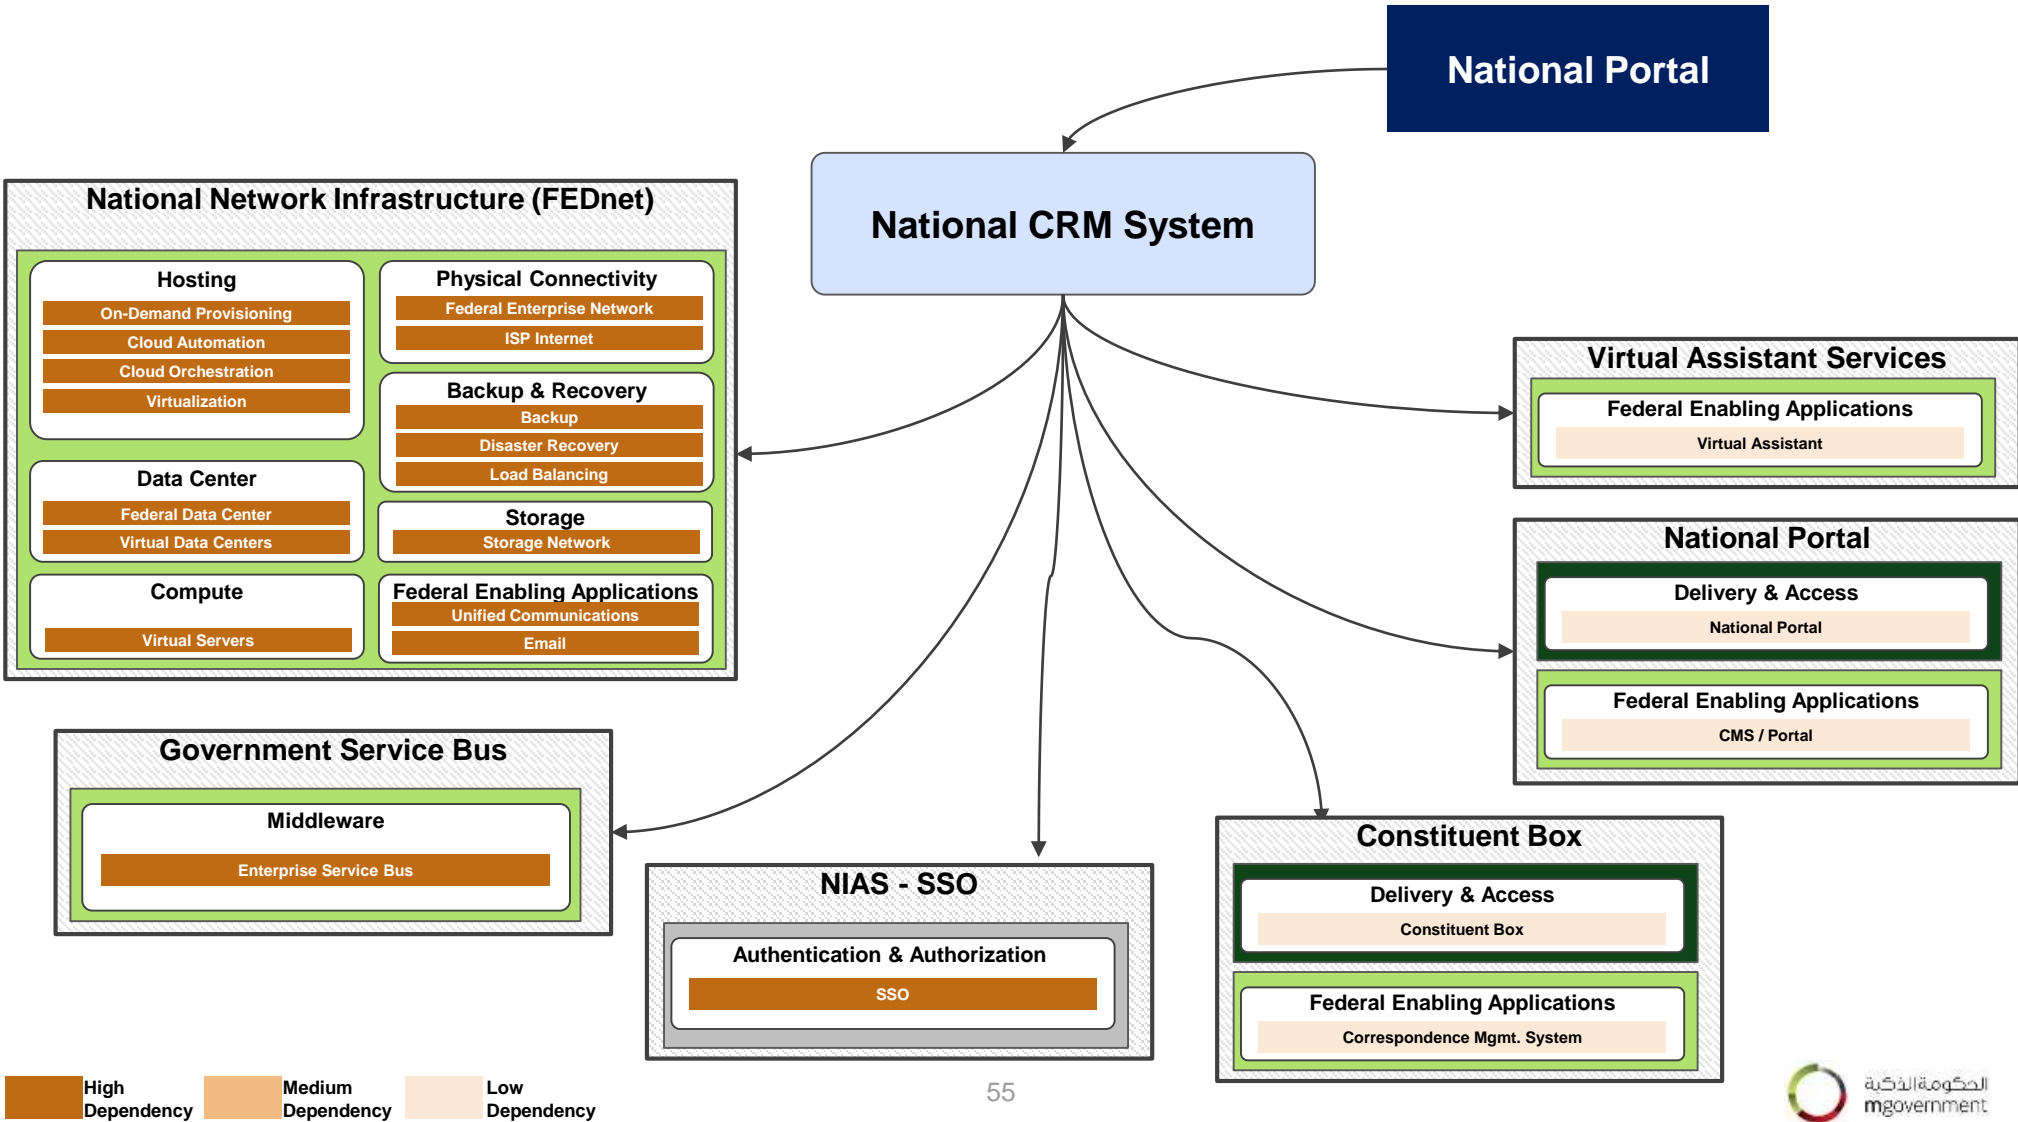 National Portal
National CRM System
National Network Infrastructure (FEDnet)
Hosting
On-Demand Provisioning
Cloud Automation
Cloud Orchestration
Virtualization
Physical Connectivity
Federal Enterprise Network
ISP Internet
Backup & Recovery
Backup
Disaster Recovery
Load Balancing
Data Center
Federal Data Center
Virtual Data Centers
Storage
Storage Network
Compute
Virtual Servers
Federal Enabling Applications
Unified Communications
Email
Virtual Assistant Services
Federal Enabling Applications
Virtual Assistant
National Portal
Delivery & Access
National Portal
Federal Enabling Applications
CMS / Portal
Government Service Bus
Middleware
Enterprise Service Bus
NIAS - SSO
Authentication & Authorization
SSO
Constituent Box
Delivery & Access
Constituent Box
Federal Enabling Applications
Correspondence Mgmt. System
High
Dependency
Medium
Dependency
Low
Dependency
55
الحكومة الذكية
mgovernment